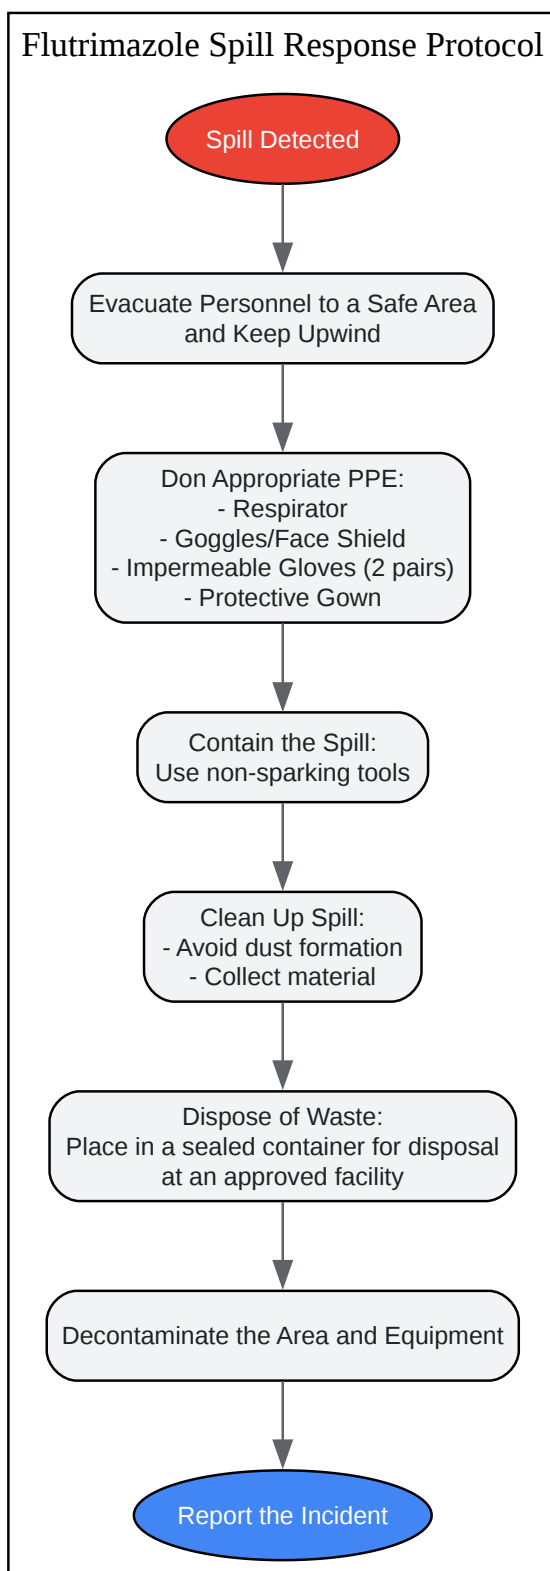 Flutrimazole Spill Response Protocol
Spill Detected
Evacuate Personnel to a Safe Area
and Keep Upwind
Don Appropriate PPE:
- Respirator
- Goggles/Face Shield
- Impermeable Gloves (2 pairs)
- Protective Gown
Contain the Spill:
Use non-sparking tools
Clean Up Spill:
- Avoid dust formation
- Collect material
Dispose of Waste:
Place in a sealed container for disposal
at an approved facility
Decontaminate the Area and Equipment
Report the Incident